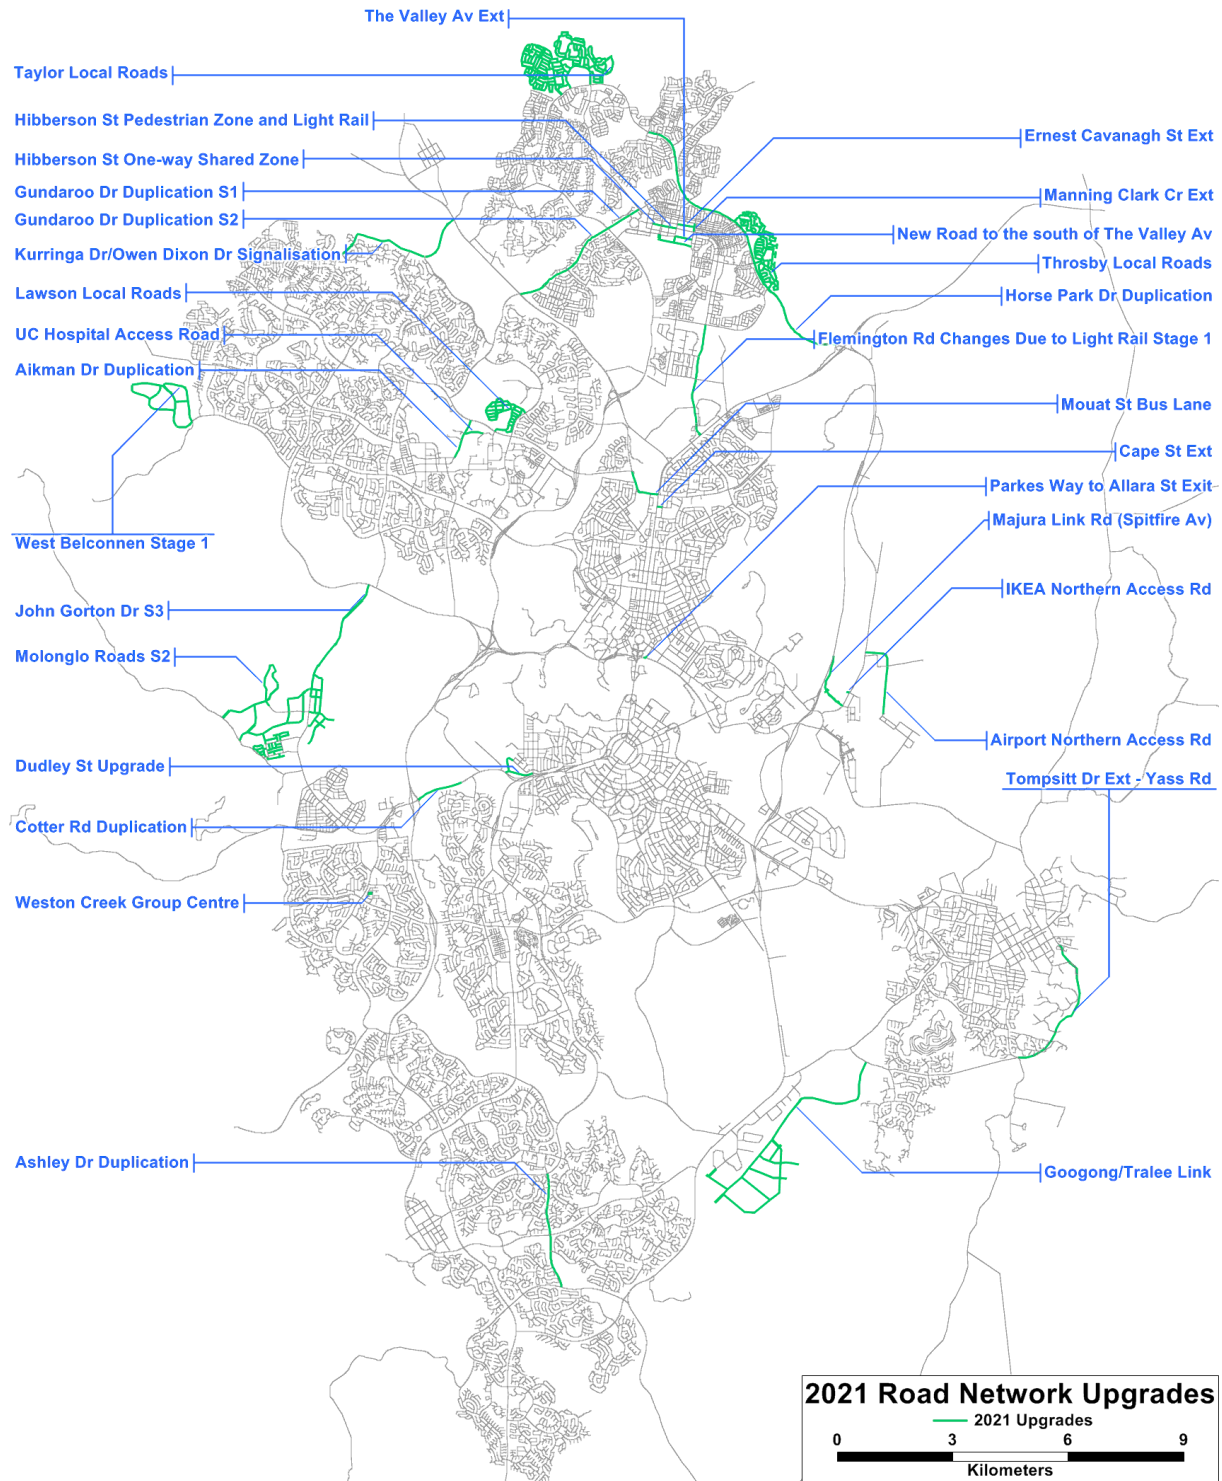 The Valley Av Ext
Taylor Local Roads
Hibberson St Pedestrian Zone and Light Rail
Ernest Cavanagh St Ext
Hibberson St One-way Shared Zone
Gundaroo Dr Duplication S1
Manning Clark Cr Ext
Gundaroo Dr Duplication S2
New Road to the south of The Valley Av
Kurringa Dr/Owen Dixon Dr Signalisation
Throsby Local Roads
Lawson Local Roads
Horse Park Dr Duplication
UC Hospital Access Road
Flemington Rd Changes Due to Light Rail Stage 1
Aikman Dr Duplication
Mouat St Bus Lane
Cape St Ext
Parkes Way to Allara St Exit
Majura Link Rd (Spitfire Av)
West Belconnen Stage 1
IKEA Northern Access Rd
John Gorton Dr S3
Molonglo Roads S2
Airport Northern Access Rd
Dudley St Upgrade
Tompsitt Dr Ext - Yass Rd
Cotter Rd Duplication
Weston Creek Group Centre
Ashley Dr Duplication
Googong/Tralee Link
2021 Road Network Upgrades
2021 Upgrades
0 3 6 9
Kilometers